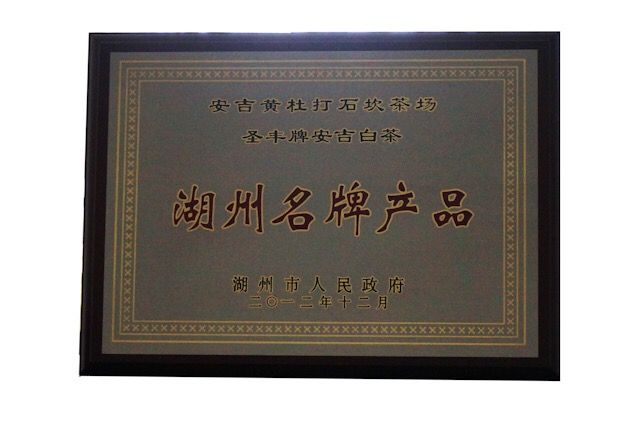 安吉黄杜打石坎茶场
圣丰牌安吉白茶
湖州名牌产品
湖州市人民政府
二〇一二年十二月